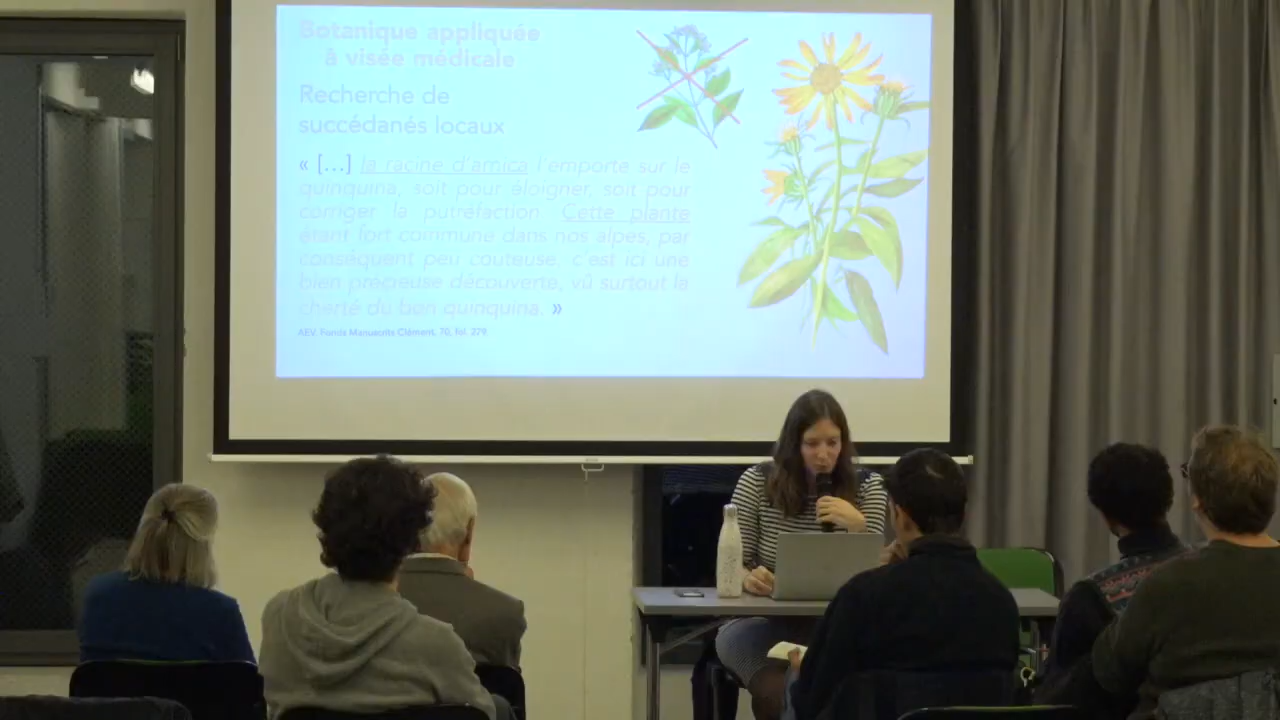 Botanique appliquée
à visée médicale
Recherche de
succédanés locaux
« [...] la racine d'arnica l'emporte sur le
quinquina, soit pour éloigner, soit pour
corriger la putréfaction. Cette plante
étant fort commune dans nos alpes, par
conséquent peu couteuse, c'est ici une
bien précieuse découverte, vû surtout la
cherté du bon quinquina. »
AEV, Fonds Manuscrits Clément, 70, fol. 279.